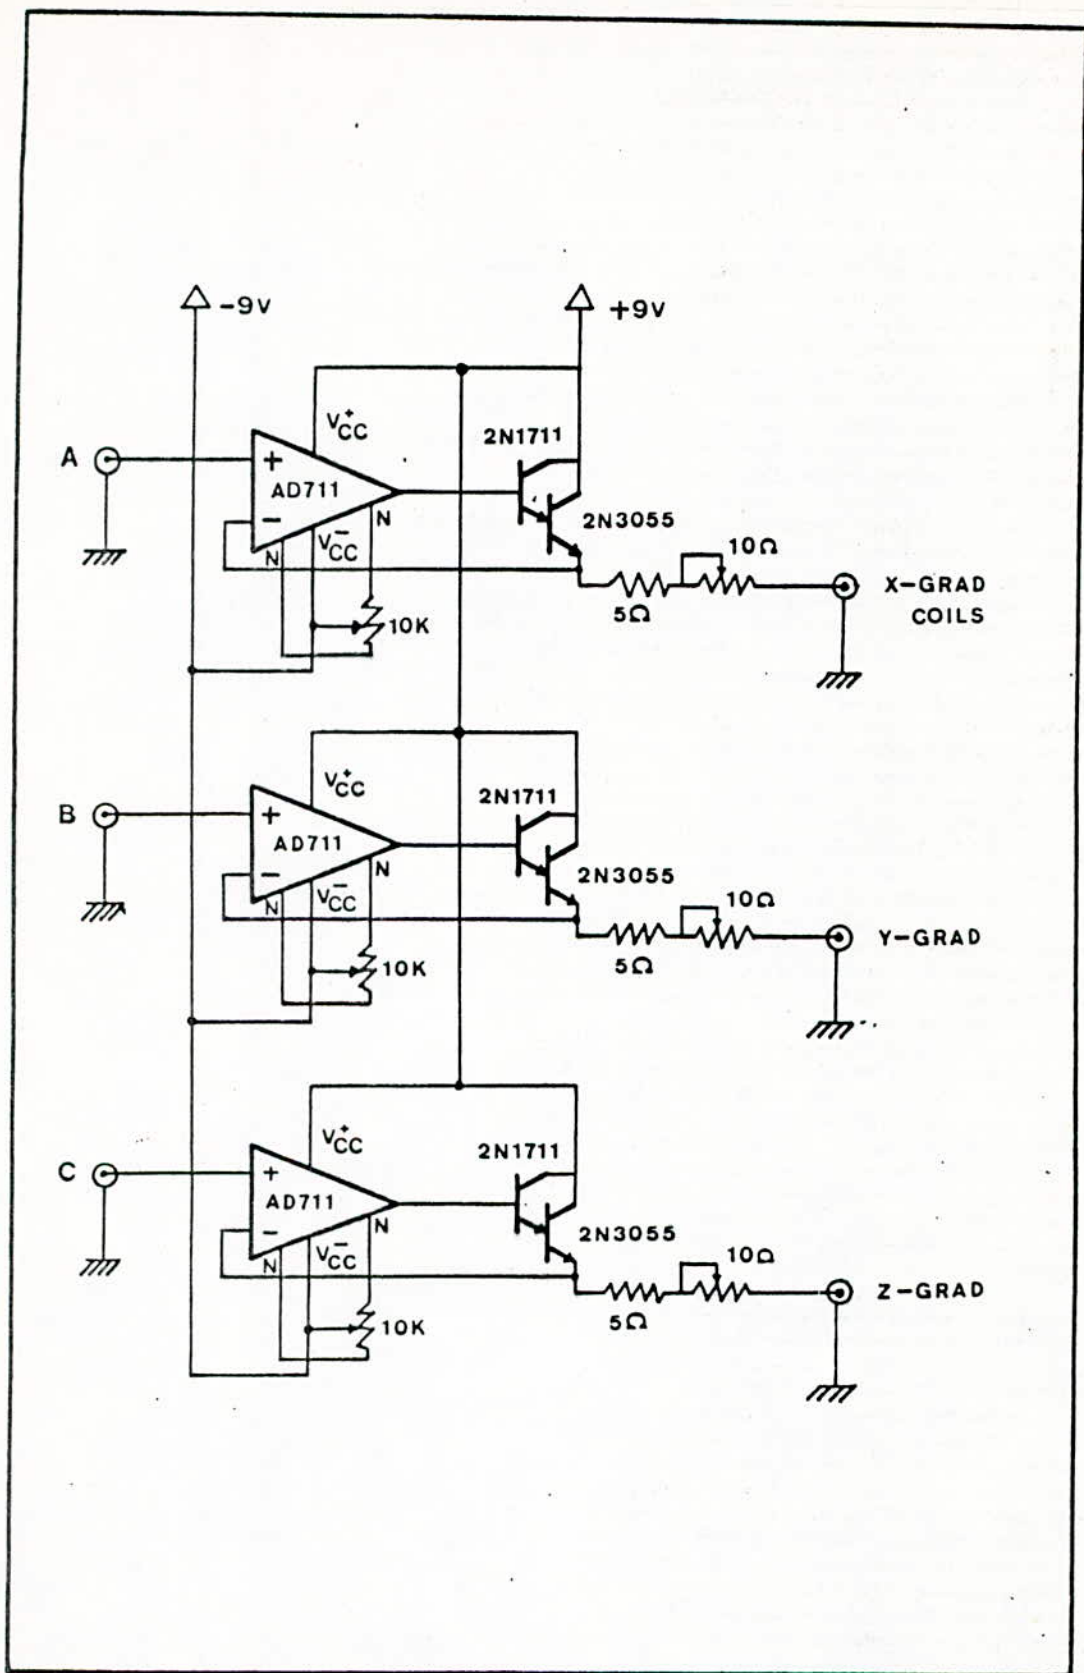 -9V
+9V
A
+
-
AD711
V+CC
V-CC
N
N
10K
2N1711
2N3055
5Ω
10Ω
X-GRAD
COILS
B
+
-
AD711
V+CC
V-CC
N
N
10K
2N1711
2N3055
5Ω
10Ω
Y-GRAD
C
+
-
AD711
V+CC
V-CC
N
N
10K
2N1711
2N3055
5Ω
10Ω
Z-GRAD